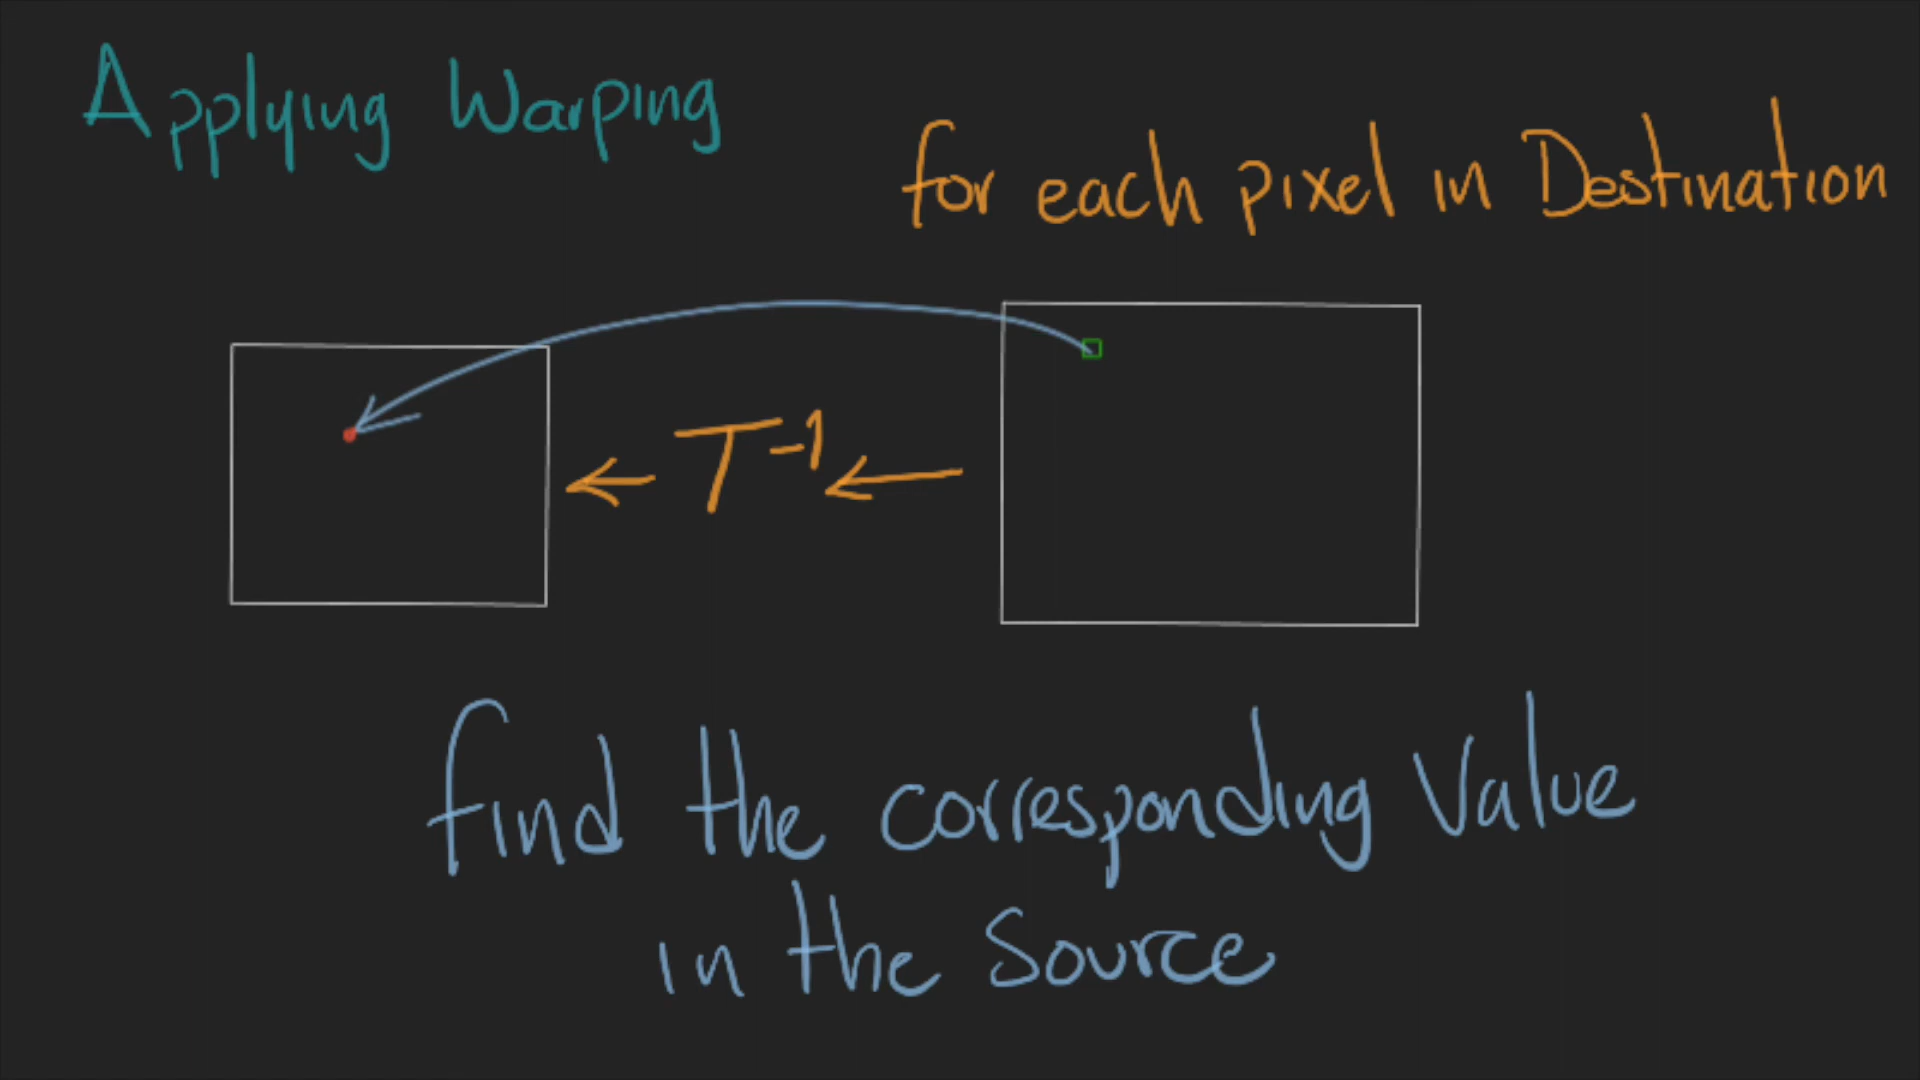 Applying Warping
for each pixel in Destination
← T⁻¹ ←
find the corresponding Value
in the Source